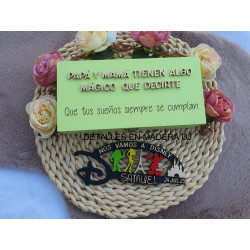 PAPÁ Y MAMÁ TIENEN ALGO
MÁGICO QUE DECIRTE
Que tus sueños siempre se cumplan
DETALLES EN MADERA DJ
NOS VAMOS A DISNEY
SAMUEL